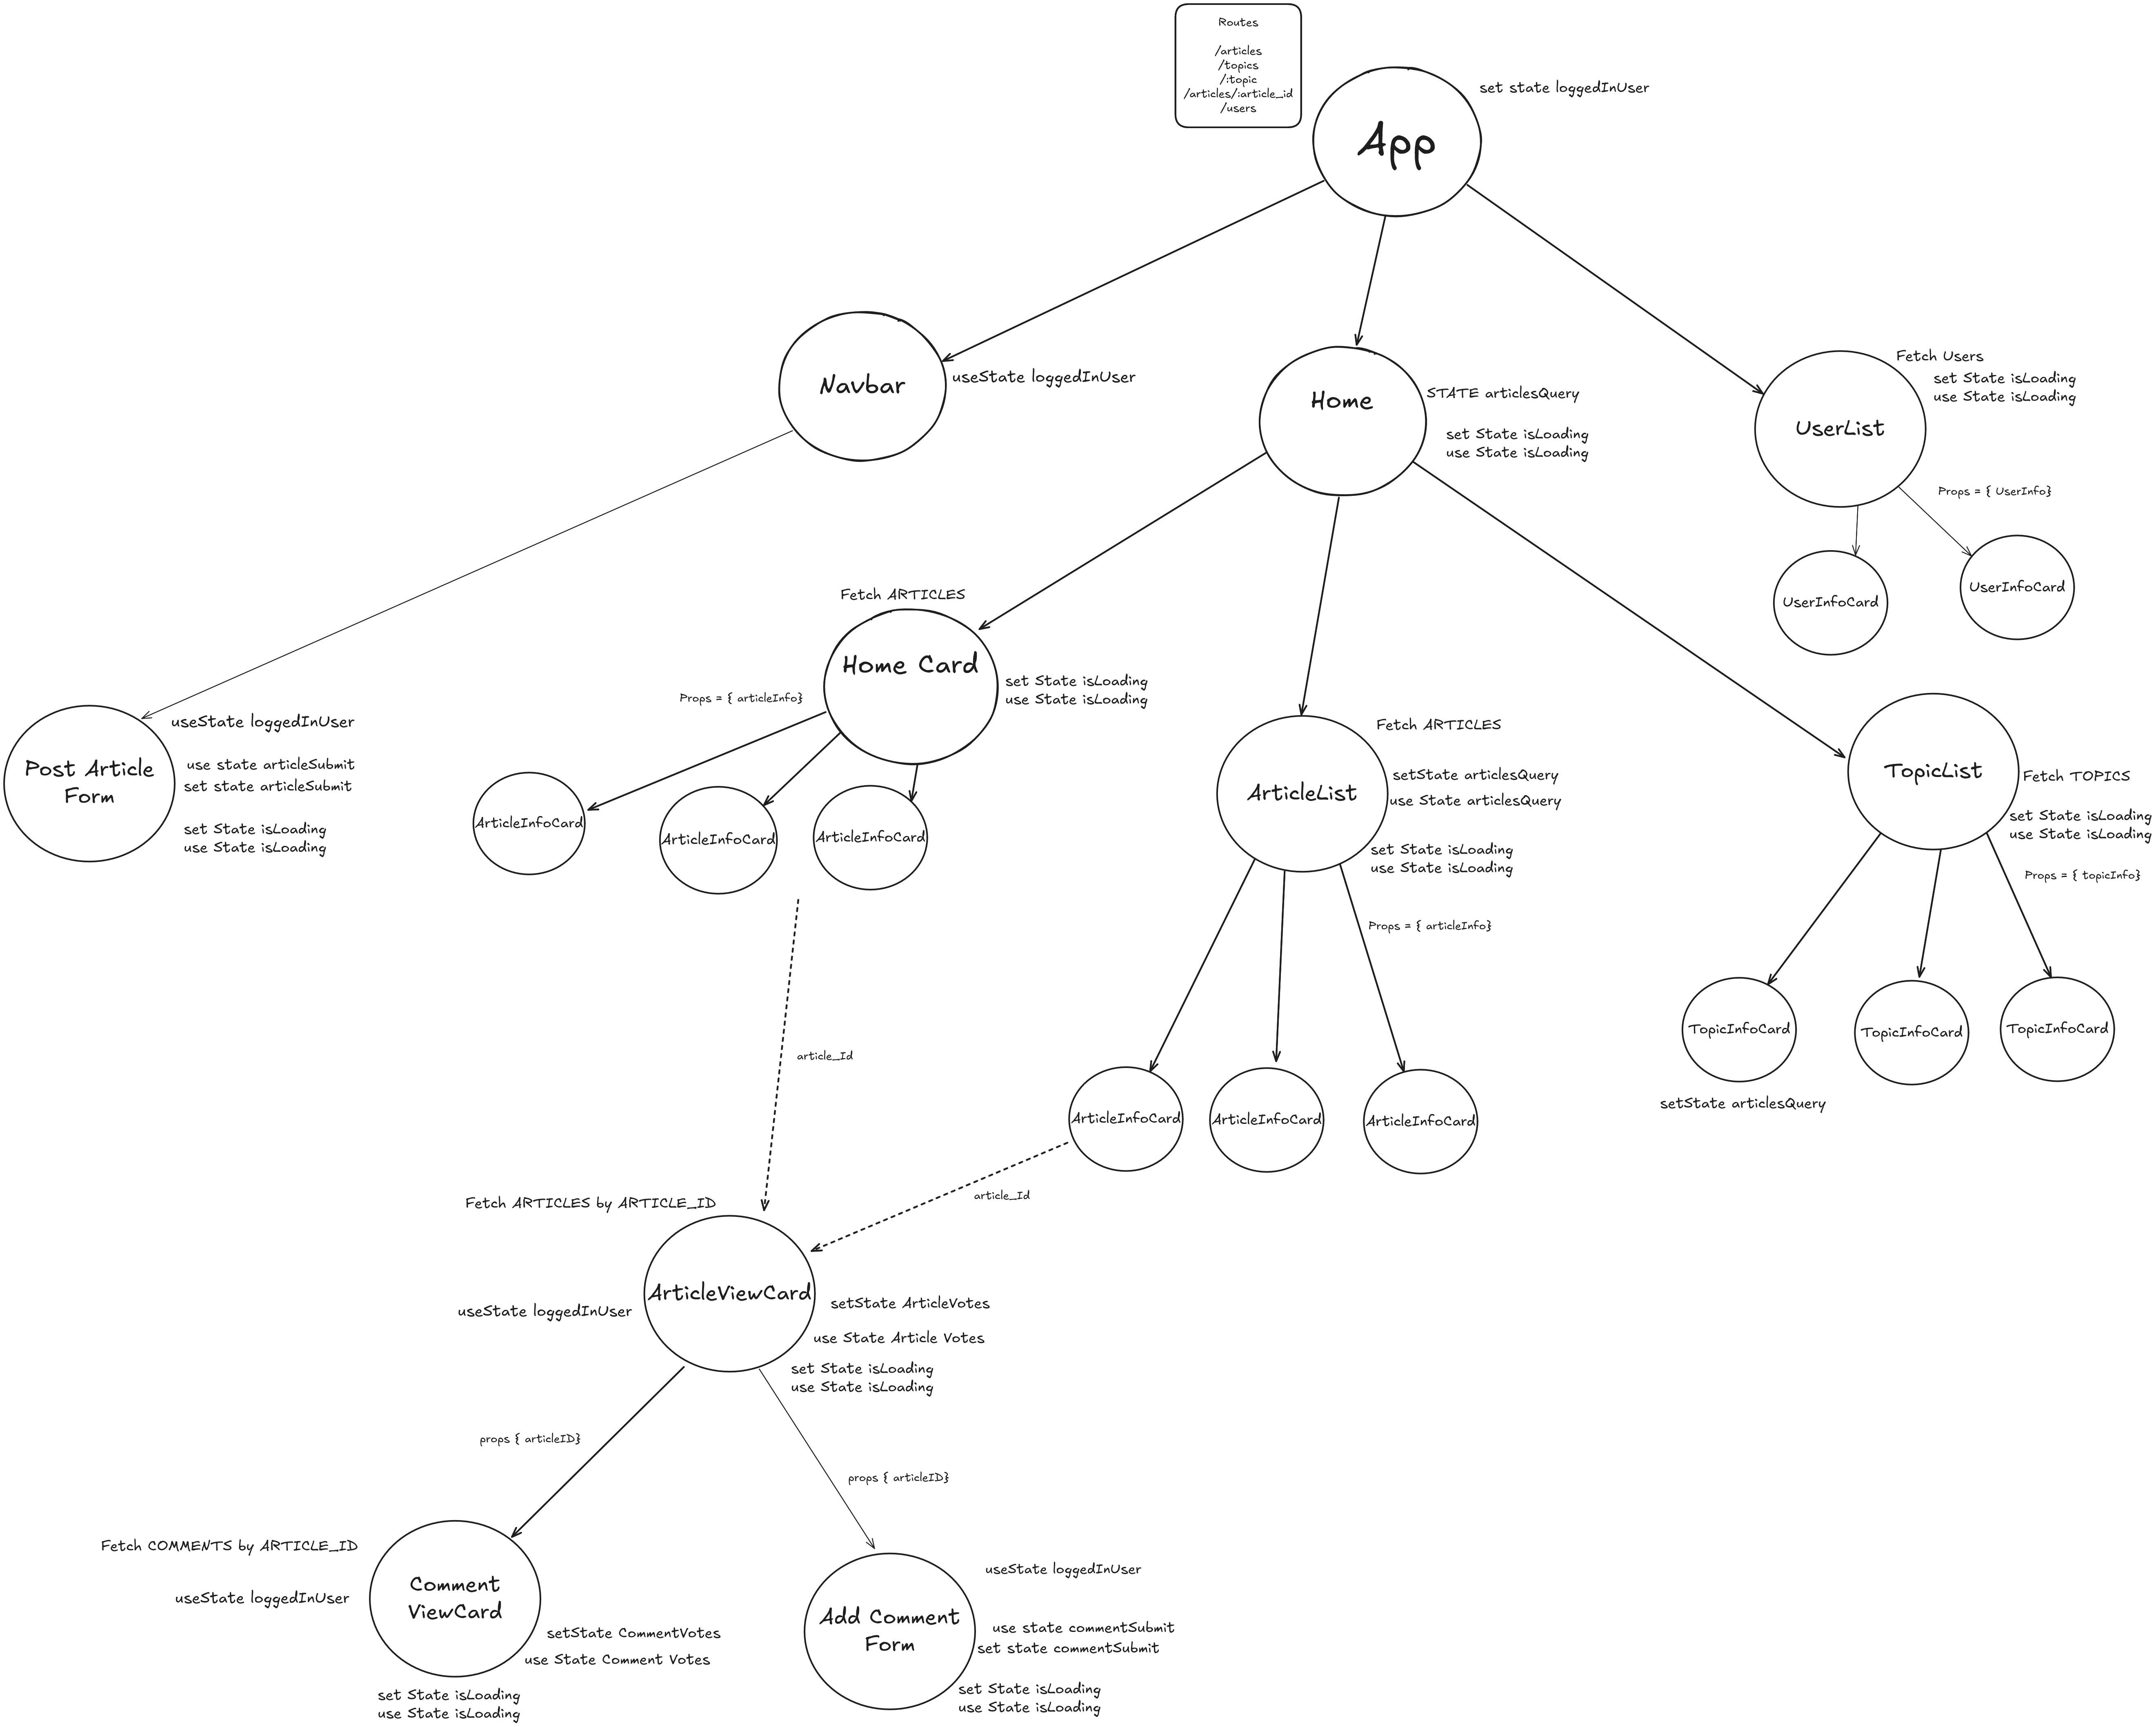 Routes
/articles
/topics
/:topic
/articles/:article_id
/users
App
set state loggedInUser
Navbar
useState loggedInUser
Home
STATE articlesQuery
set State isLoading
use State isLoading
UserList
Fetch Users
set State isLoading
use State isLoading
Props = { UserInfo}
UserInfoCard
UserInfoCard
Fetch ARTICLES
Home Card
set State isLoading
use State isLoading
Props = { articleInfo}
ArticleInfoCard
ArticleInfoCard
ArticleInfoCard
Post Article
Form
useState loggedInUser
use state articleSubmit
set state articleSubmit
set State isLoading
use State isLoading
Fetch ARTICLES
ArticleList
setState articlesQuery
use State articlesQuery
set State isLoading
use State isLoading
Props = { articleInfo}
ArticleInfoCard
ArticleInfoCard
ArticleInfoCard
TopicList
Fetch TOPICS
set State isLoading
use State isLoading
Props = { topicInfo}
TopicInfoCard
TopicInfoCard
TopicInfoCard
setState articlesQuery
article_Id
article_Id
Fetch ARTICLES by ARTICLE_ID
ArticleViewCard
useState loggedInUser
setState ArticleVotes
use State Article Votes
set State isLoading
use State isLoading
props { articleID}
props { articleID}
Fetch COMMENTS by ARTICLE_ID
useState loggedInUser
Comment
ViewCard
setState CommentVotes
use State Comment Votes
set State isLoading
use State isLoading
Add Comment
Form
useState loggedInUser
use state commentSubmit
set state commentSubmit
set State isLoading
use State isLoading